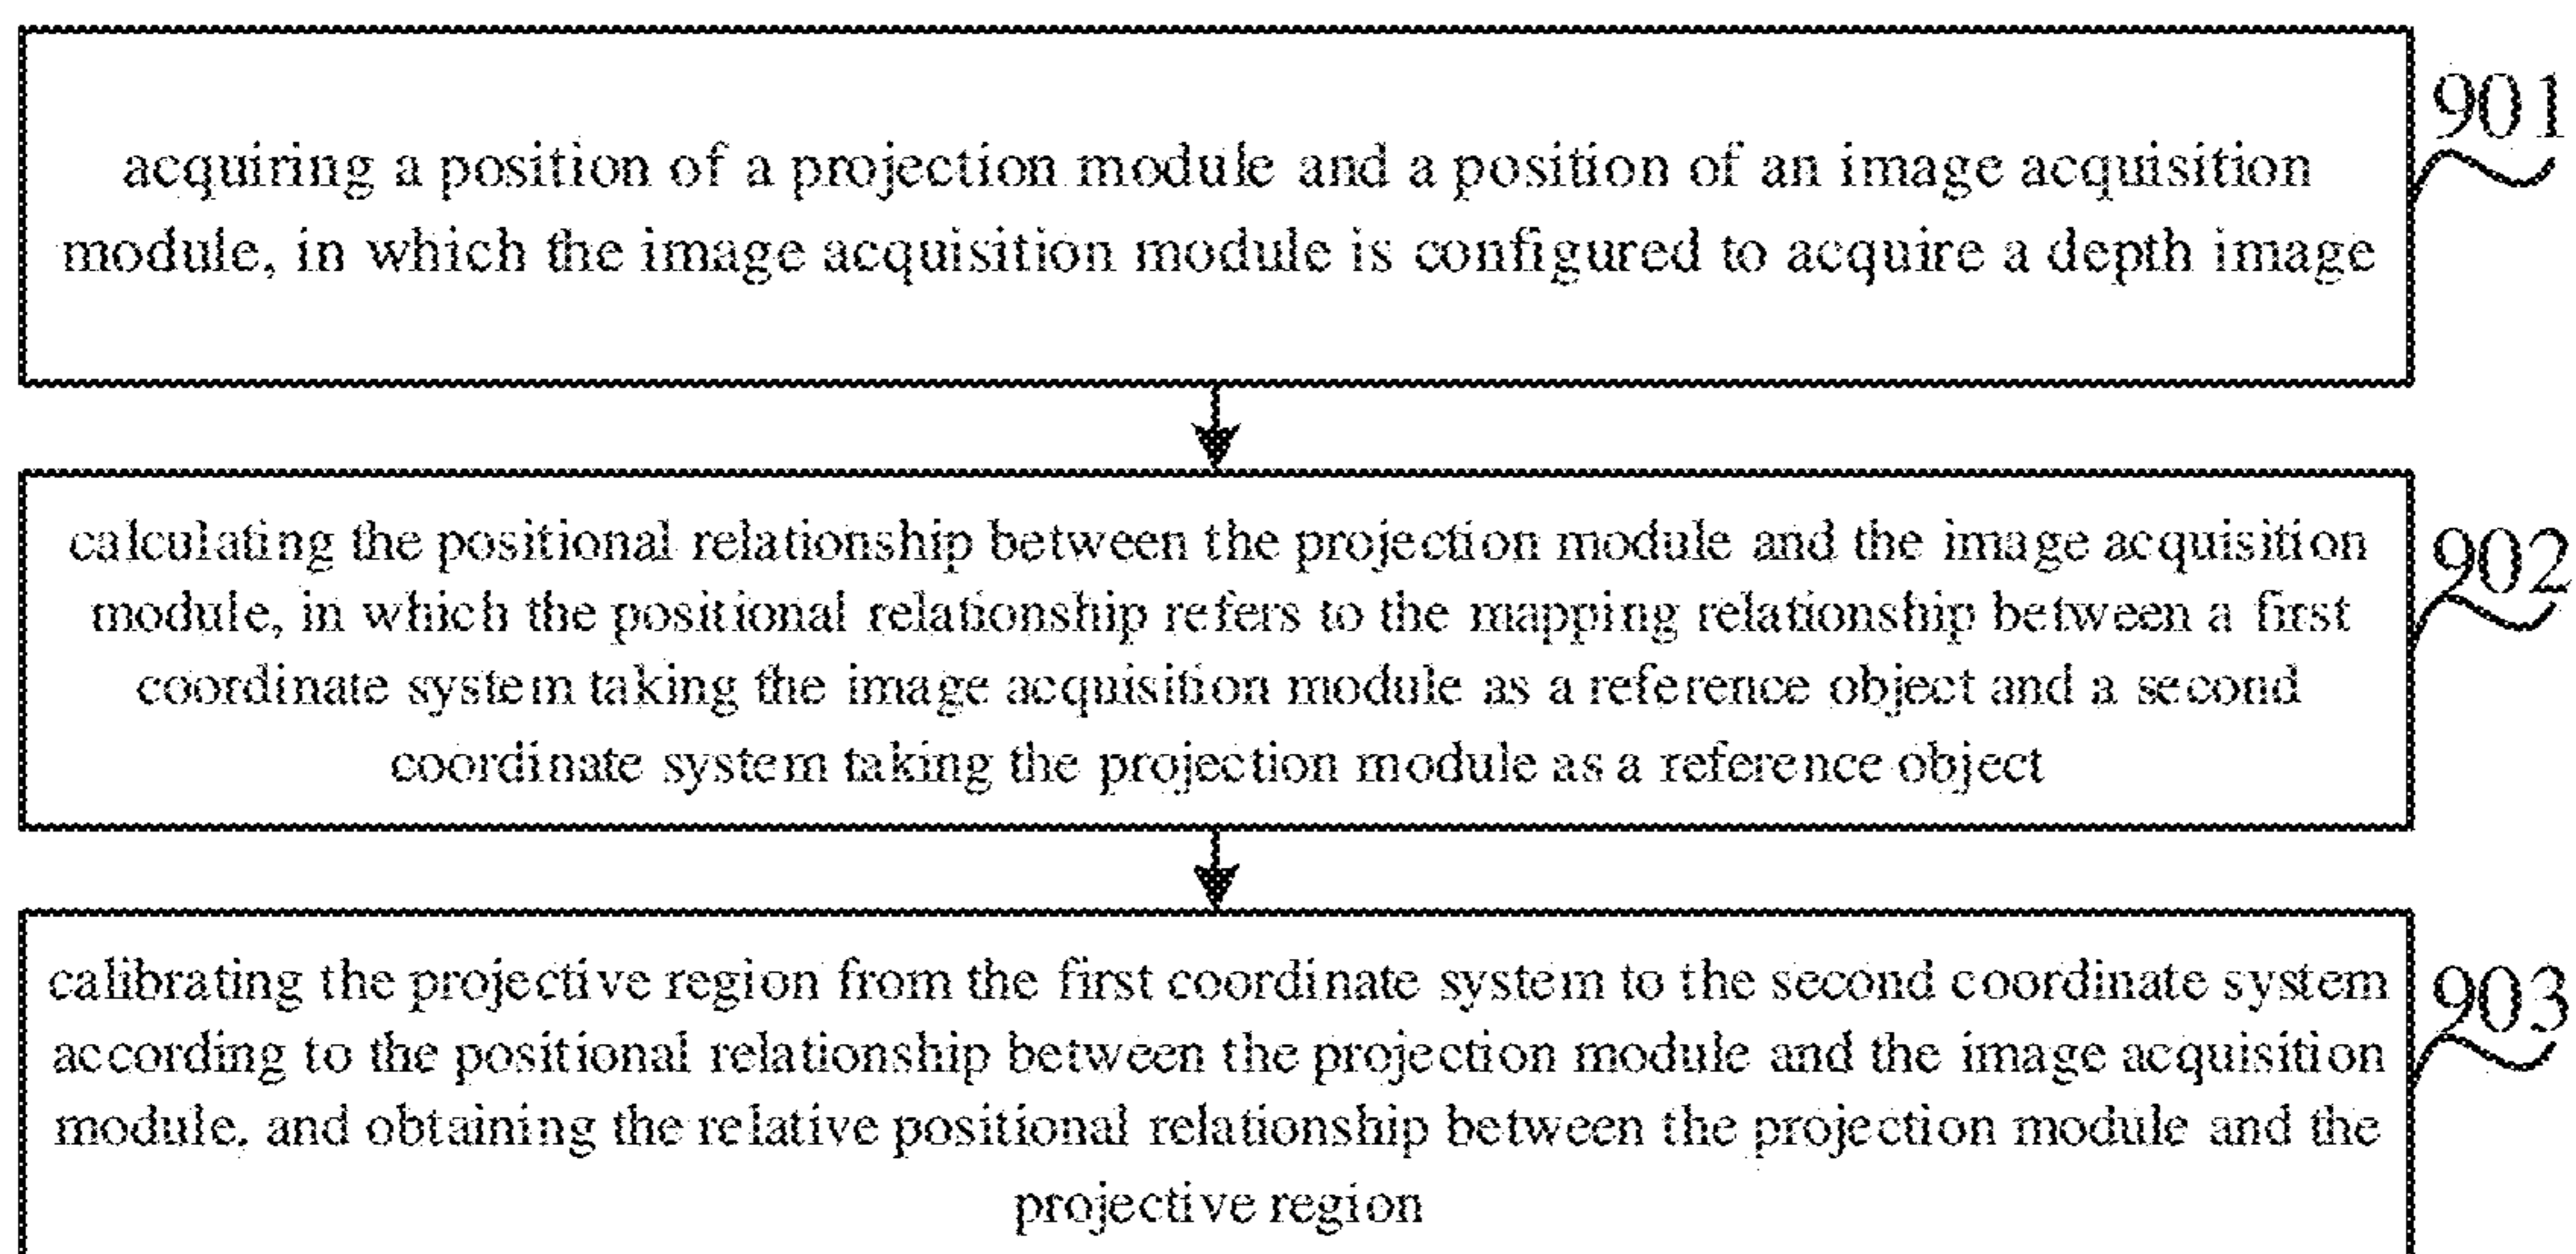 901
acquiring a position of a projection module and a position of an image acquisition
module, in which the image acquisition module is configured to acquire a depth image
902
calculating the positional relationship between the projection module and the image acquisition
module, in which the positional relationship refers to the mapping relationship between a first
coordinate system taking the image acquisition module as a reference object and a second
coordinate system taking the projection module as a reference object
903
calibrating the projective region from the first coordinate system to the second coordinate system
according to the positional relationship between the projection module and the image acquisition
module, and obtaining the relative positional relationship between the projection module and the
projective region